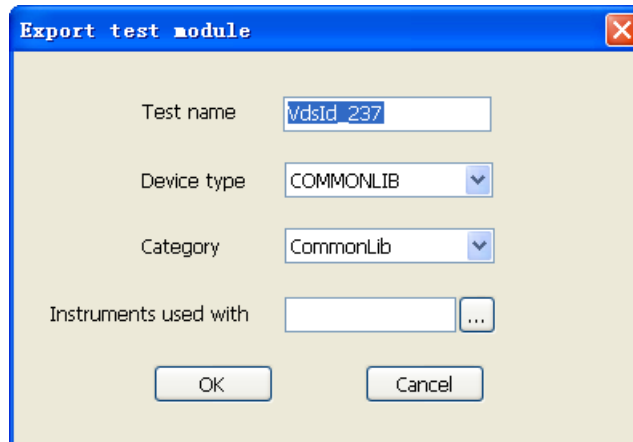 Export test module
Test name VdsId_237
Device type COMMONLIB
Category CommonLib
Instruments used with ...
OK Cancel